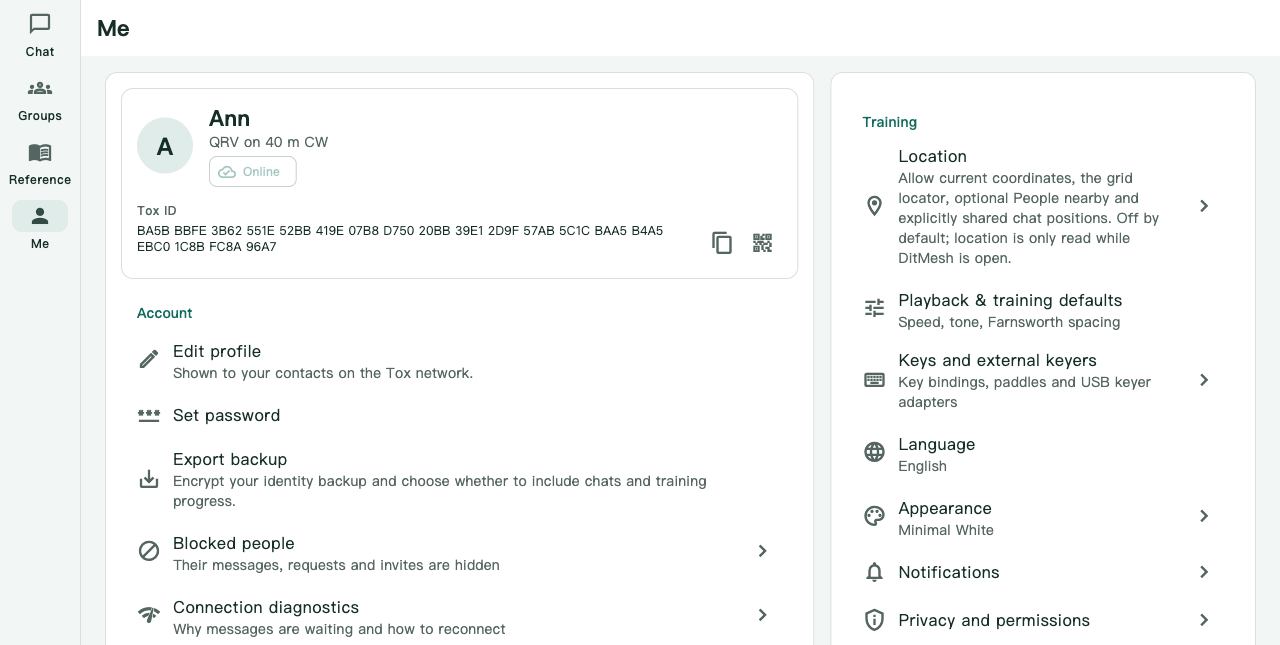 Chat
Groups
Reference
Me
Me
A
Ann
QRV on 40 m CW
Online
Tox ID
BA5B BBFE 3B62 551E 52BB 419E 07B8 D750 20BB 39E1 2D9F 57AB 5C1C BAA5 B4A5
EBC0 1C8B FC8A 96A7
Account
Edit profile
Shown to your contacts on the Tox network.
Set password
Export backup
Encrypt your identity backup and choose whether to include chats and training
progress.
Blocked people
Their messages, requests and invites are hidden
Connection diagnostics
Why messages are waiting and how to reconnect
Training
Location
Allow current coordinates, the grid
locator, optional People nearby and
explicitly shared chat positions. Off by
default; location is only read while
DitMesh is open.
Playback & training defaults
Speed, tone, Farnsworth spacing
Keys and external keyers
Key bindings, paddles and USB keyer
adapters
Language
English
Appearance
Minimal White
Notifications
Privacy and permissions